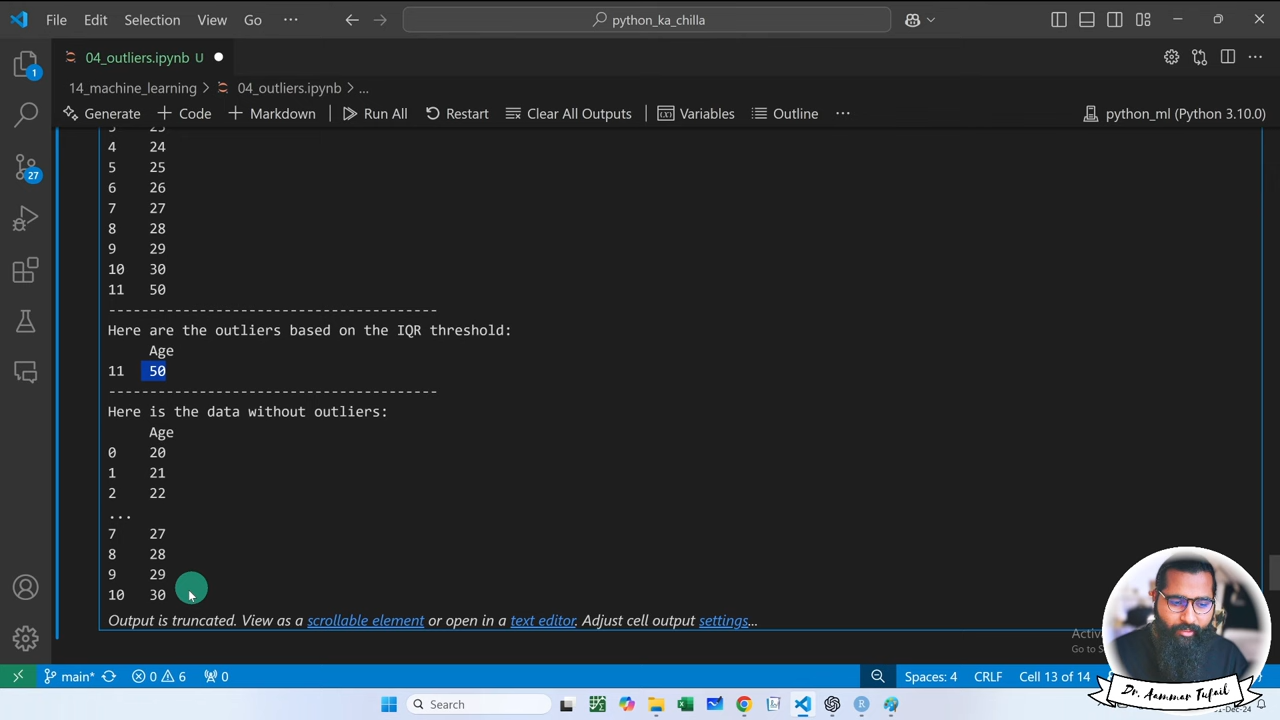 File Edit Selection View Go ... python_ka_chilla
04_outliers.ipynb U
14_machine_learning > 04_outliers.ipynb > ...
Generate + Code + Markdown Run All Restart Clear All Outputs Variables Outline ... python_ml (Python 3.10.0)
4 24
5 25
6 26
7 27
8 28
9 29
10 30
11 50
----------------------------------------
Here are the outliers based on the IQR threshold:
Age
11 50
----------------------------------------
Here is the data without outliers:
Age
0 20
1 21
2 22
...
7 27
8 28
9 29
10 30
Output is truncated. View as a scrollable element or open in a text editor. Adjust cell output settings...
1
27
main* 0 6 0 Spaces: 4 CRLF Cell 13 of 14
Dr. Aammar Tufail
Search